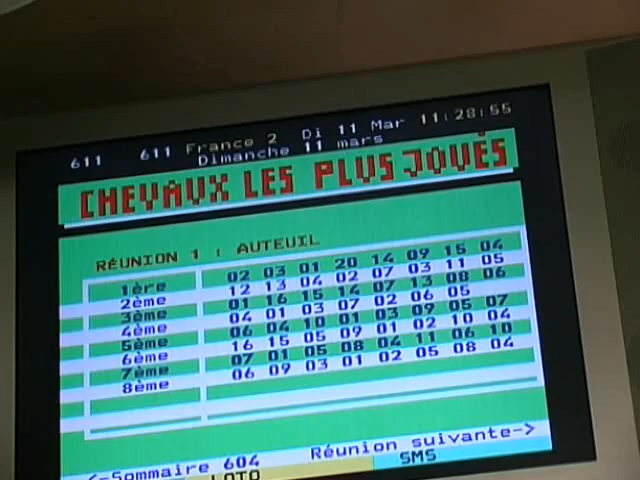 611 611 France 2 Di 11 Mar 11:28:55
Dimanche 11 mars
CHEVAUX LES PLUS JOUÉS
RÉUNION 1 : AUTEUIL
1ère 02 03 01 20 14 09 15 04
2ème 12 13 04 02 07 03 11 05
3ème 01 16 15 14 07 13 08 06
4ème 04 01 03 07 02 06 05
5ème 06 04 10 01 03 09 05 07
6ème 16 15 05 09 01 02 10 04
7ème 07 01 05 08 04 11 06 10
8ème 06 09 03 01 02 05 08 04
<-Sommaire 604 Réunion suivante->
LOTO SMS